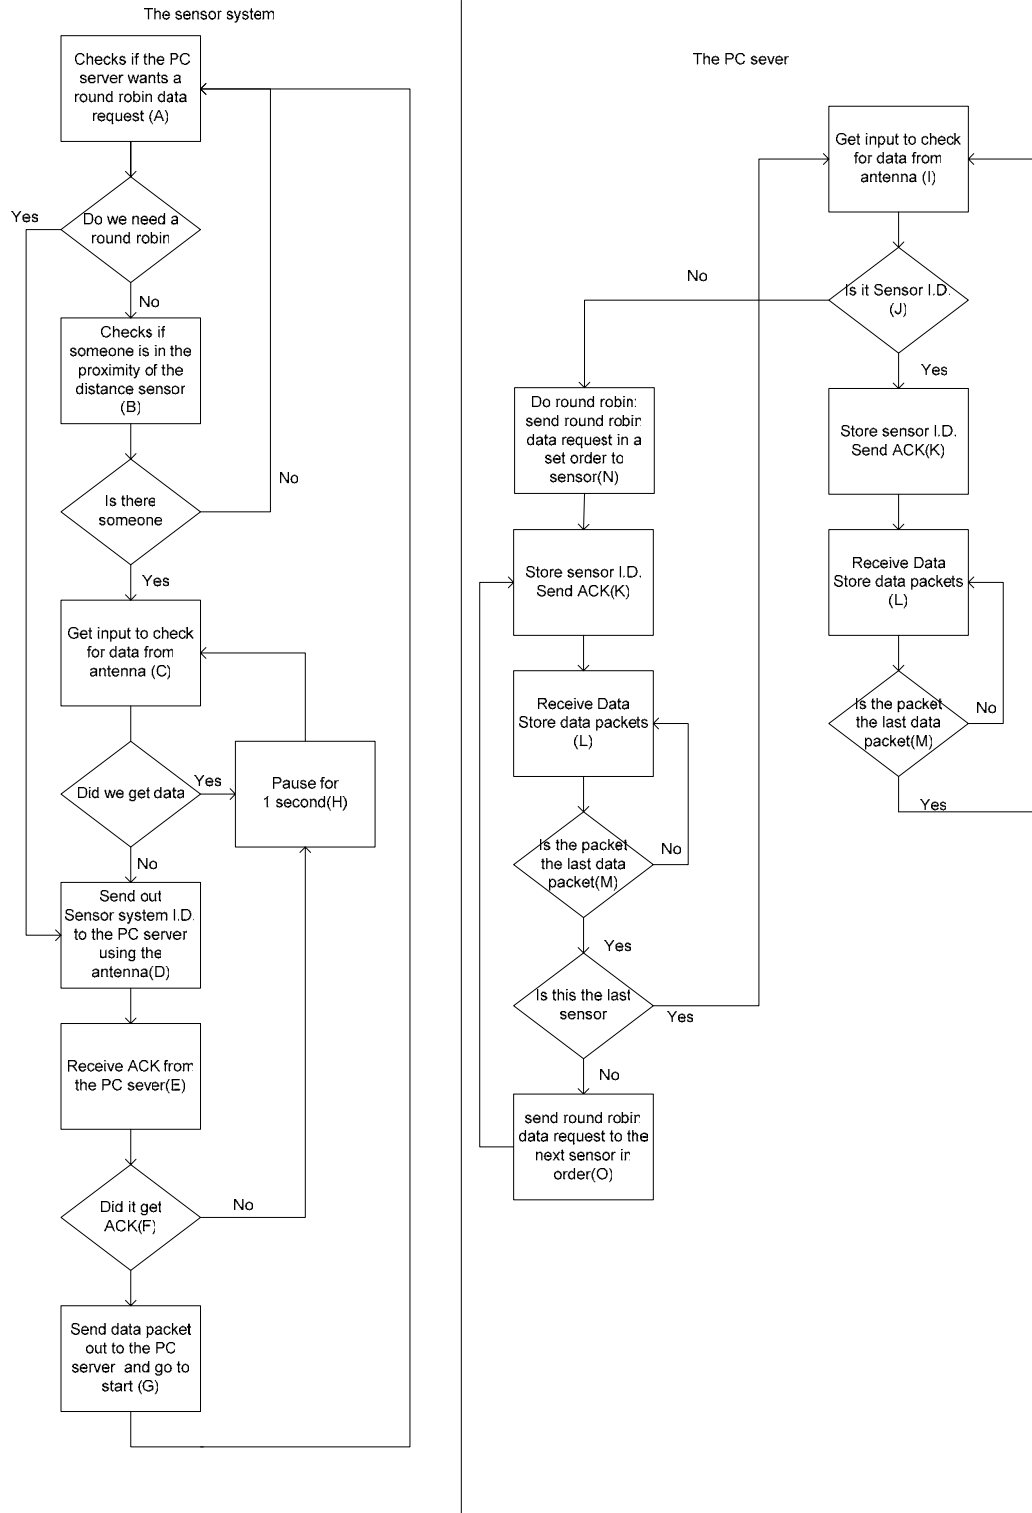 The sensor system
Checks if the PC
server wants a
round robin data
request (A)
Yes
Do we need a
round robin
No
Checks if
someone is in the
proximity of the
distance sensor
(B)
No
Is there
someone
Yes
Get input to check
for data from
antenna (C)
Did we get data
Yes
Pause for
1 second(H)
No
Send out
Sensor system I.D.
to the PC server
using the
antenna(D)
Receive ACK from
the PC sever(E)
Did it get
ACK(F)
No
Send data packet
out to the PC
server and go to
start (G)
The PC sever
Get input to check
for data from
antenna (I)
No
Is it Sensor I.D.
(J)
Yes
Do round robin:
send round robin
data request in a
set order to
sensor(N)
Store sensor I.D.
Send ACK(K)
Receive Data
Store data packets
(L)
Is the packet
the last data
packet(M)
No
Yes
Is this the last
sensor
Yes
No
send round robin
data request to the
next sensor in
order(O)
Store sensor I.D.
Send ACK(K)
Receive Data
Store data packets
(L)
Is the packet
the last data
packet(M)
No
Yes